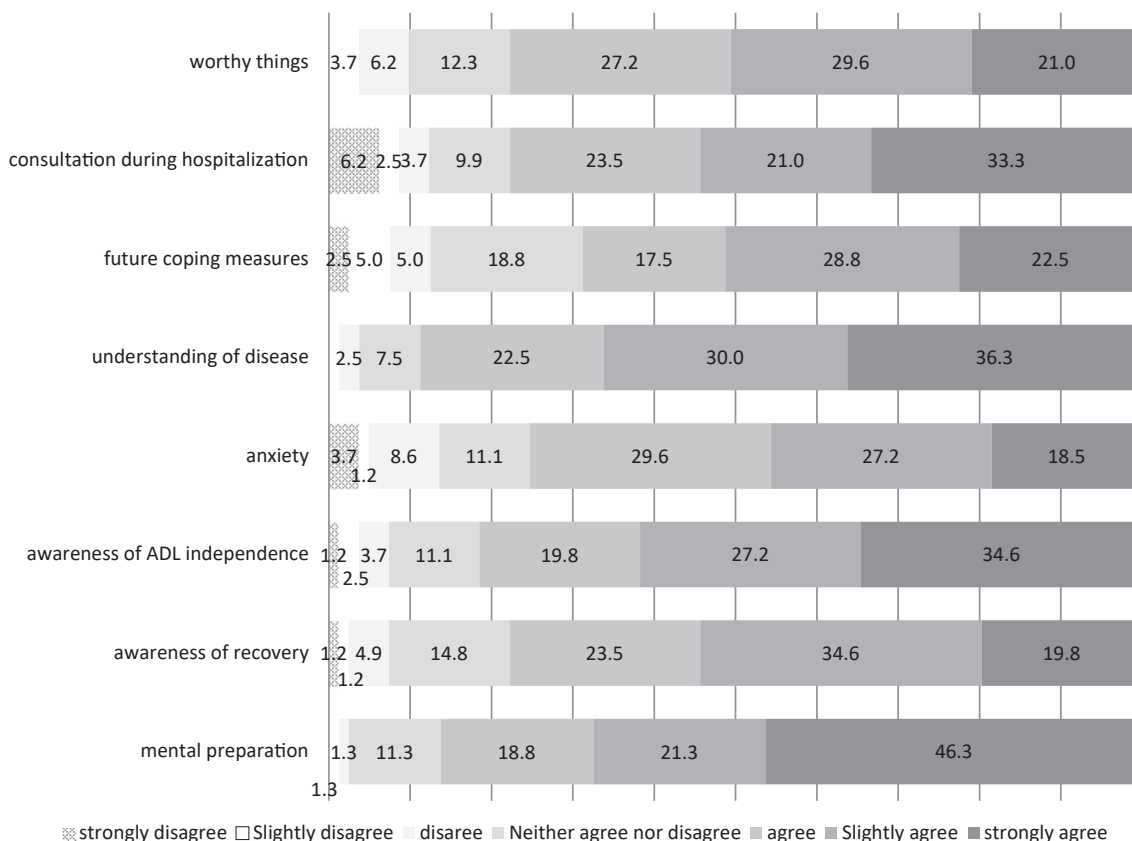 worthy things 3.7 6.2 12.3 27.2 29.6 21.0
consultation during hospitalization 6.2 2.5 3.7 9.9 23.5 21.0 33.3
future coping measures 2.5 5.0 5.0 18.8 17.5 28.8 22.5
understanding of disease 2.5 7.5 22.5 30.0 36.3
anxiety 3.7 1.2 8.6 11.1 29.6 27.2 18.5
awareness of ADL independence 1.2 2.5 3.7 11.1 19.8 27.2 34.6
awareness of recovery 1.2 1.2 4.9 14.8 23.5 34.6 19.8
mental preparation 1.3 1.3 11.3 18.8 21.3 46.3
strongly disagree Slightly disagree disaree Neither agree nor disagree agree Slightly agree strongly agree